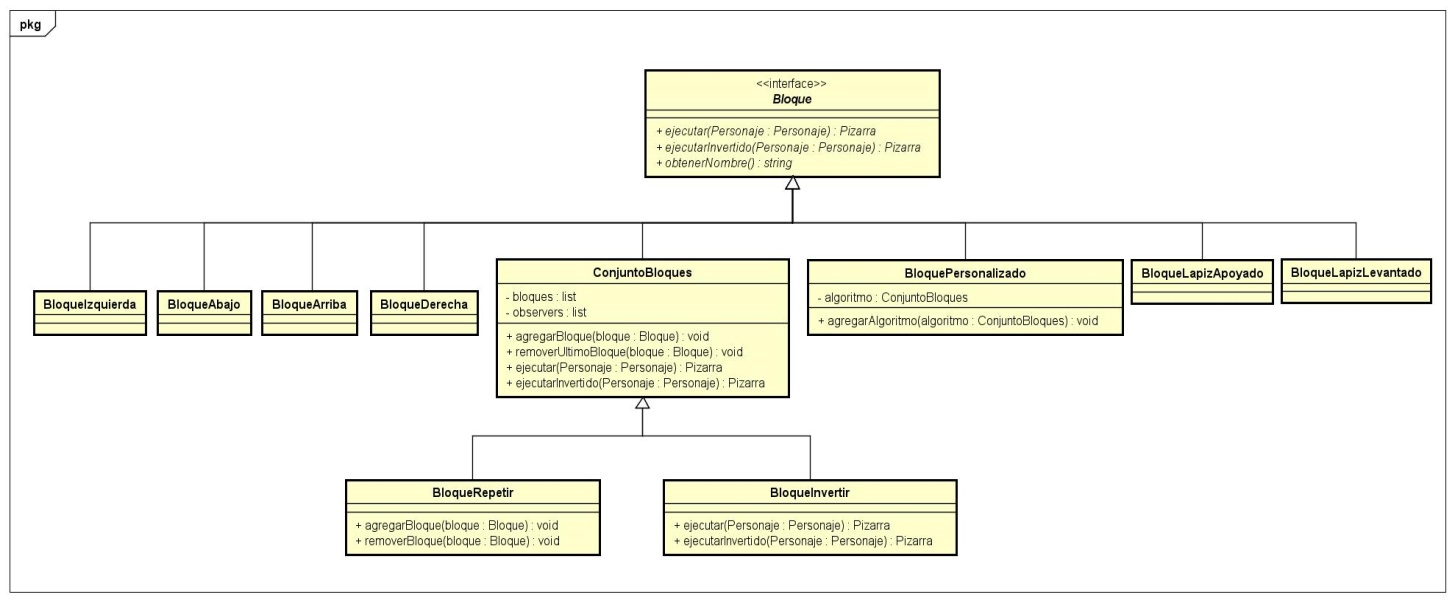 pkg
<<interface>>
Bloque
+ ejecutar(Personaje : Personaje) : Pizarra
+ ejecutarInvertido(Personaje : Personaje) : Pizarra
+ obtenerNombre() : string
BloqueIzquierda
BloqueAbajo
BloqueArriba
BloqueDerecha
ConjuntoBloques
- bloques : list
- observers : list
+ agregarBloque(bloque : Bloque) : void
+ removerUltimoBloque(bloque : Bloque) : void
+ ejecutar(Personaje : Personaje) : Pizarra
+ ejecutarInvertido(Personaje : Personaje) : Pizarra
BloquePersonalizado
- algoritmo : ConjuntoBloques
+ agregarAlgoritmo(algoritmo : ConjuntoBloques) : void
BloqueLapizApoyado
BloqueLapizLevantado
BloqueRepetir
+ agregarBloque(bloque : Bloque) : void
+ removerBloque(bloque : Bloque) : void
BloqueInvertir
+ ejecutar(Personaje : Personaje) : Pizarra
+ ejecutarInvertido(Personaje : Personaje) : Pizarra